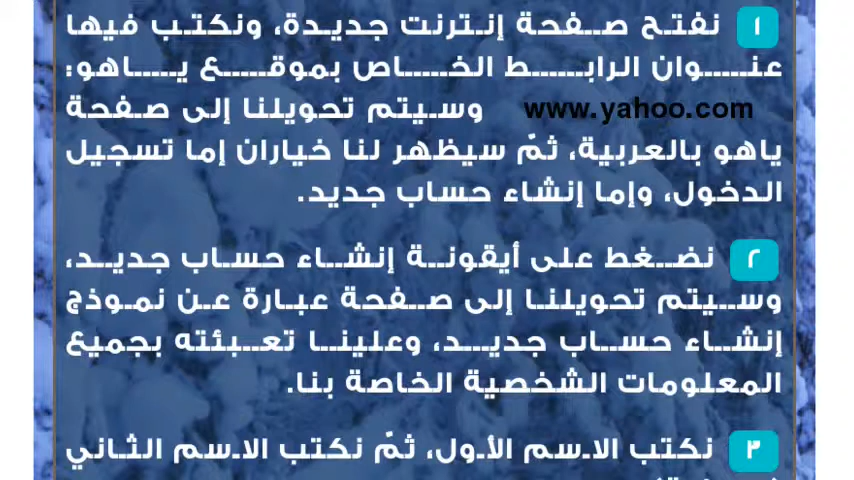 ١ نفتح صفحة إنترنت جديدة، ونكتب فيها
عنوان الرابط الخاص بموقع ياهو:
www.yahoo.com وسيتم تحويلنا إلى صفحة
ياهو بالعربية، ثمّ سيظهر لنا خياران إما تسجيل
الدخول، وإما إنشاء حساب جديد.
٢ نضغط على أيقونة إنشاء حساب جديد،
وسيتم تحويلنا إلى صفحة عبارة عن نموذج
إنشاء حساب جديد، وعلينا تعبئته بجميع
المعلومات الشخصية الخاصة بنا.
٣ نكتب الاسم الأول، ثمّ نكتب الاسم الثاني